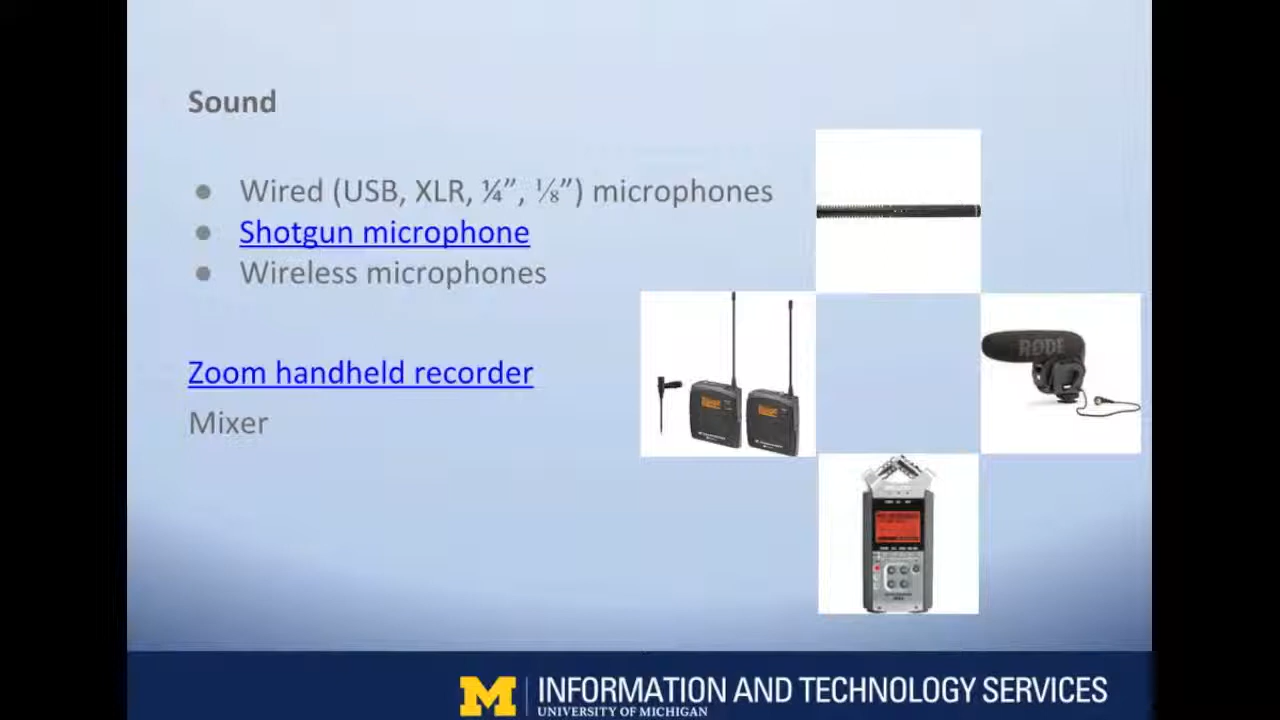 Sound
● Wired (USB, XLR, ¼”, ⅛”) microphones
● Shotgun microphone
● Wireless microphones
Zoom handheld recorder
Mixer
RØDE
M INFORMATION AND TECHNOLOGY SERVICES
UNIVERSITY OF MICHIGAN